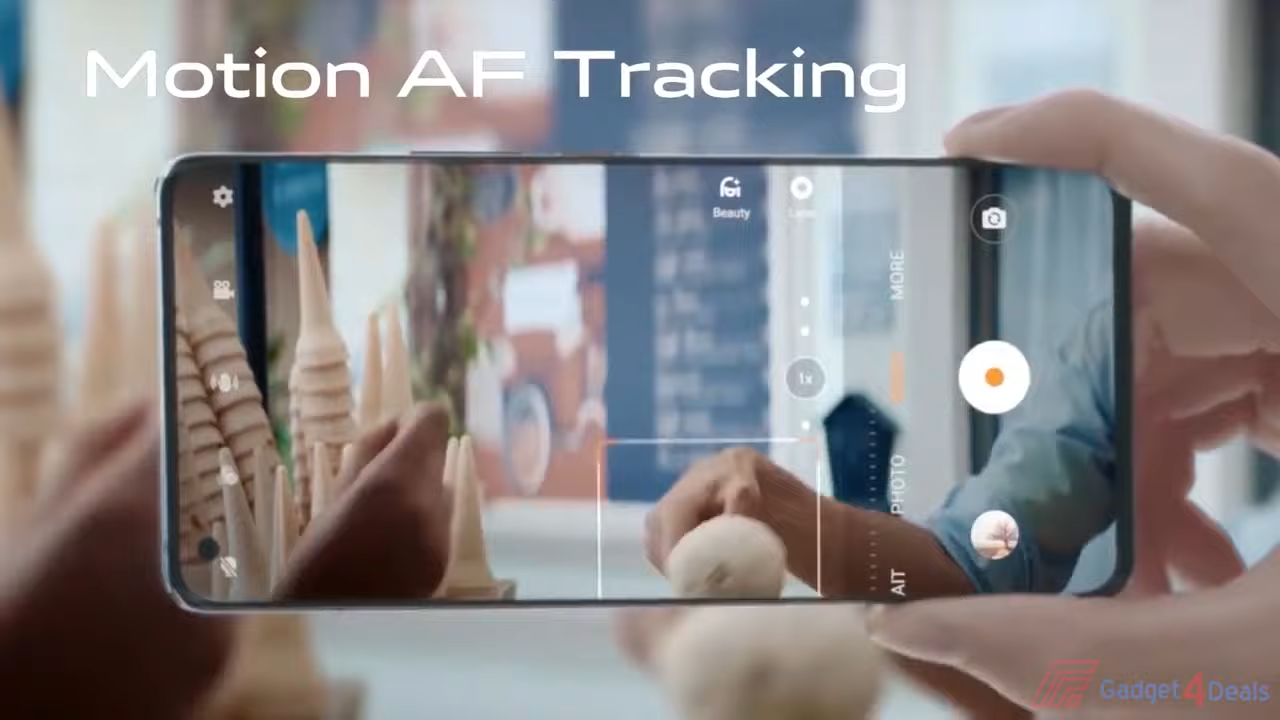 Motion AF Tracking
Beauty
1x
MORE
PHOTO
AIT
Gadget4Deals